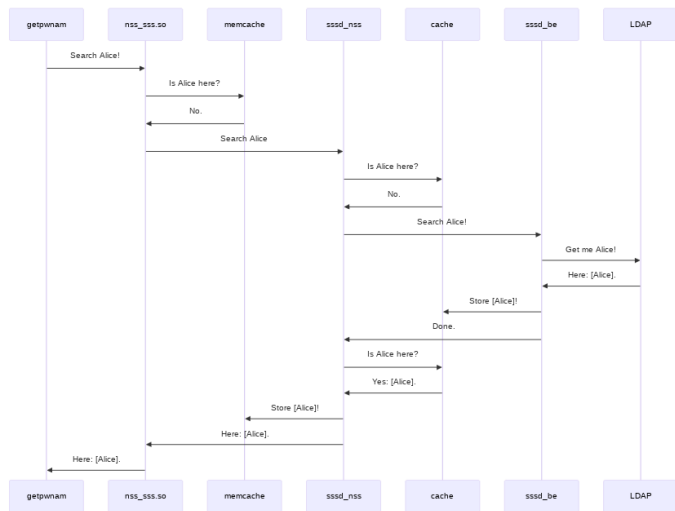 getpwnam nss_sss.so memcache sssd_nss cache sssd_be LDAP
Search Alice!
Is Alice here?
No.
Search Alice
Is Alice here?
No.
Search Alice!
Get me Alice!
Here: [Alice].
Store [Alice]!
Done.
Is Alice here?
Yes: [Alice].
Store [Alice]!
Here: [Alice].
Here: [Alice].
getpwnam nss_sss.so memcache sssd_nss cache sssd_be LDAP